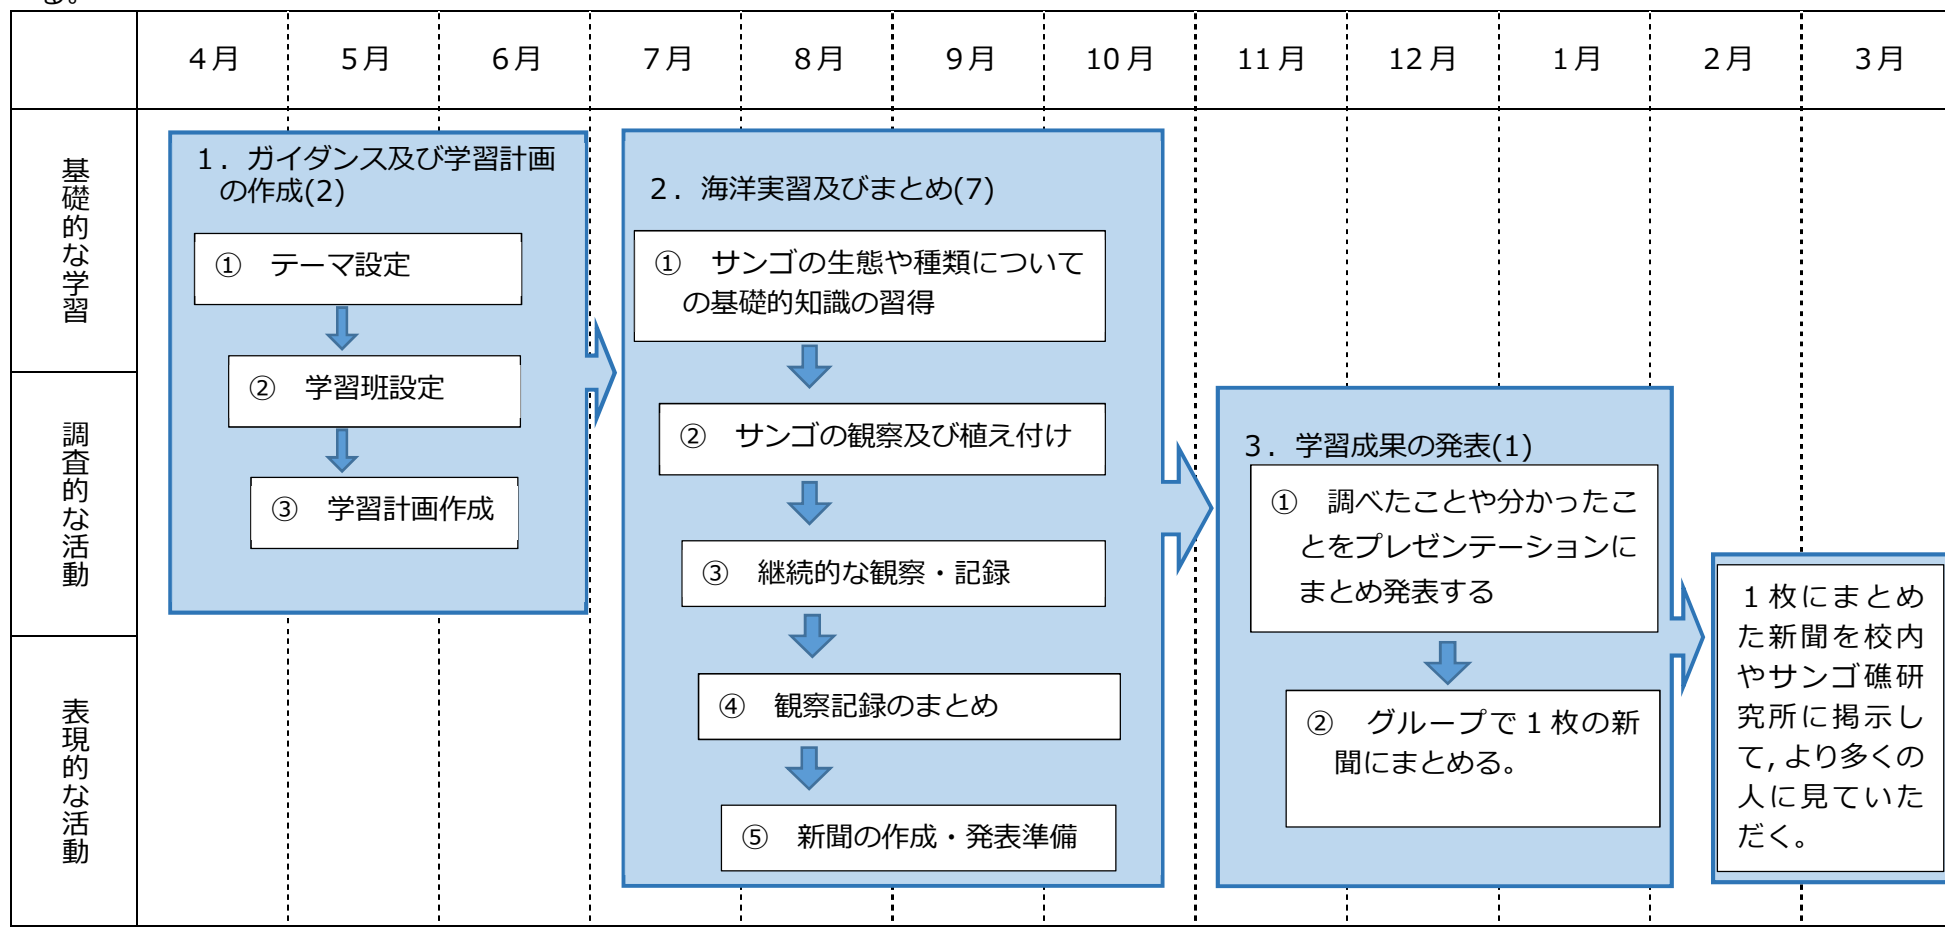 る。
4月 5月 6月 7月 8月 9月 10月 11月 12月 1月 2月 3月
基礎的な学習
調査的な活動
表現的な活動
1．ガイダンス及び学習計画
の作成(2)
① テーマ設定
② 学習班設定
③ 学習計画作成
2．海洋実習及びまとめ(7)
① サンゴの生態や種類について
の基礎的知識の習得
② サンゴの観察及び植え付け
③ 継続的な観察・記録
④ 観察記録のまとめ
⑤ 新聞の作成・発表準備
3．学習成果の発表(1)
① 調べたことや分かったこ
とをプレゼンテーションに
まとめ発表する
② グループで1枚の新
聞にまとめる。
1枚にまとめ
た新聞を校内
やサンゴ礁研
究所に掲示し
て,より多くの
人に見ていた
だく。